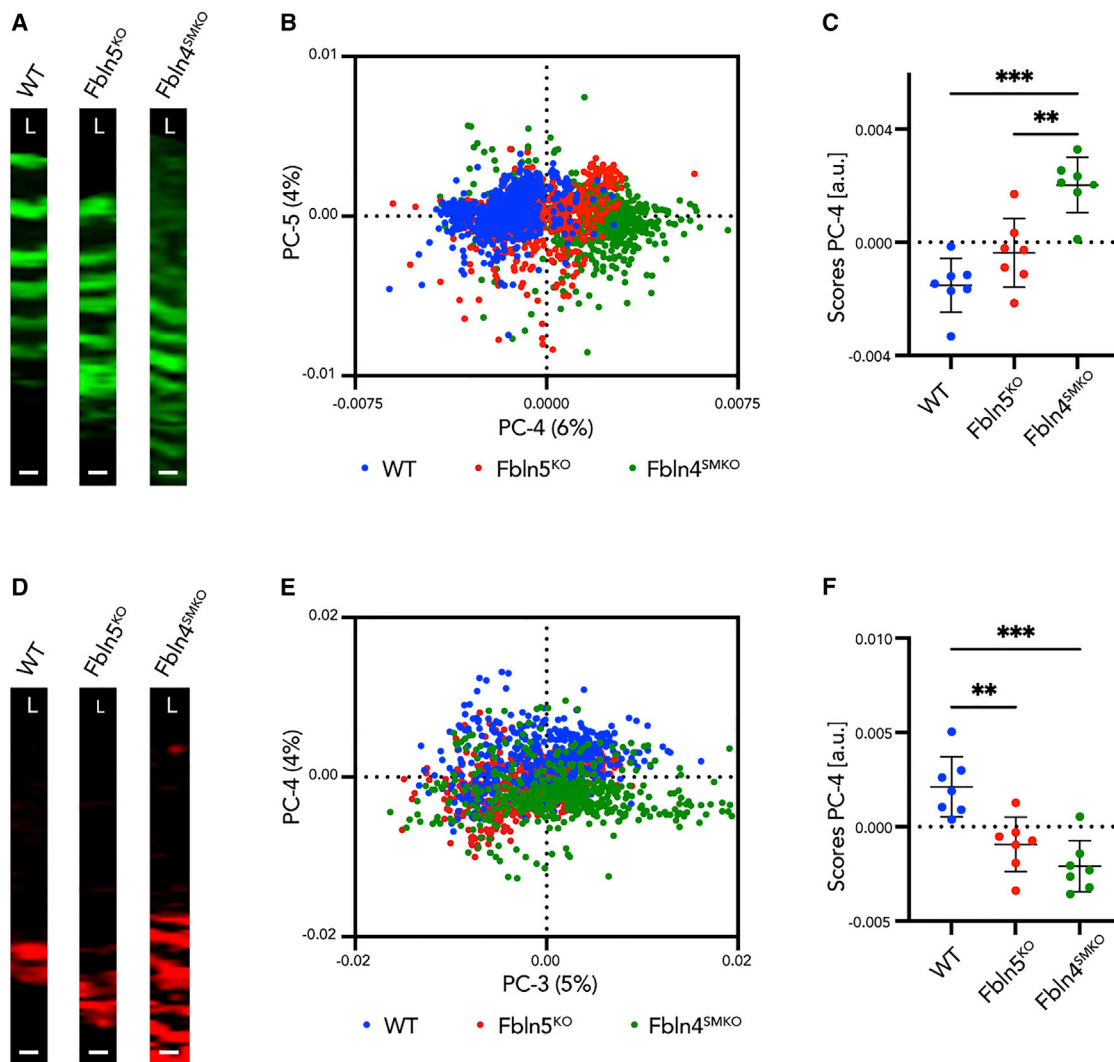 A
WT
Fbln5KO
Fbln4SMKO
L
L
L
B
0.01
0.00
-0.01
PC-5 (4%)
-0.0075
0.0000
0.0075
PC-4 (6%)
WT
Fbln5KO
Fbln4SMKO
C
***
**
0.004
0.000
-0.004
Scores PC-4 [a.u.]
WT
Fbln5KO
Fbln4SMKO
D
WT
Fbln5KO
Fbln4SMKO
L
L
L
E
0.02
0.00
-0.02
PC-4 (4%)
-0.02
0.00
0.02
PC-3 (5%)
WT
Fbln5KO
Fbln4SMKO
F
***
**
0.010
0.005
0.000
-0.005
Scores PC-4 [a.u.]
WT
Fbln5KO
Fbln4SMKO